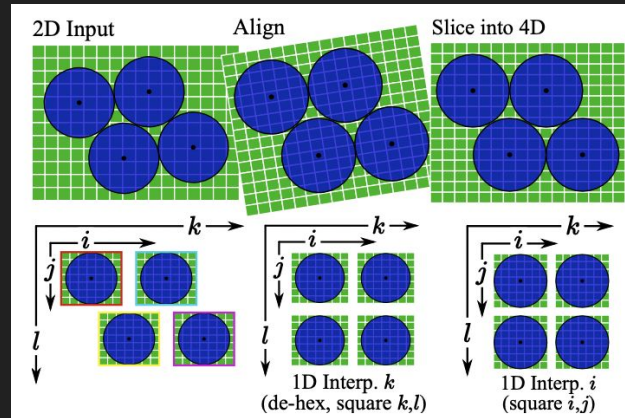 2D Input
Align
Slice into 4D
k
i
j
l
k
i
j
l
k
i
j
l
1D Interp. k
(de-hex, square k,l)
1D Interp. i
(square i,j)